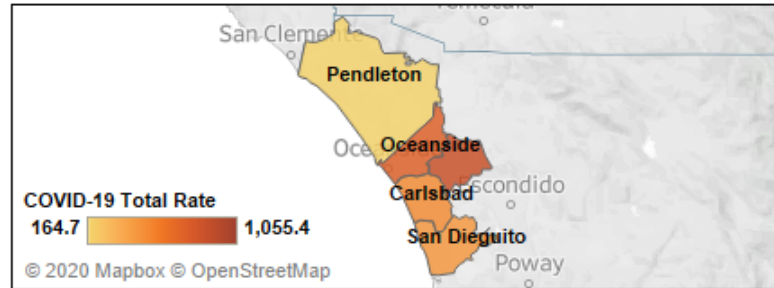 San Clemente
Pendleton
Oceanside
Carlsbad
Escondido
COVID-19 Total Rate
164.7 1,055.4
San Dieguito
© 2020 Mapbox © OpenStreetMap
Poway